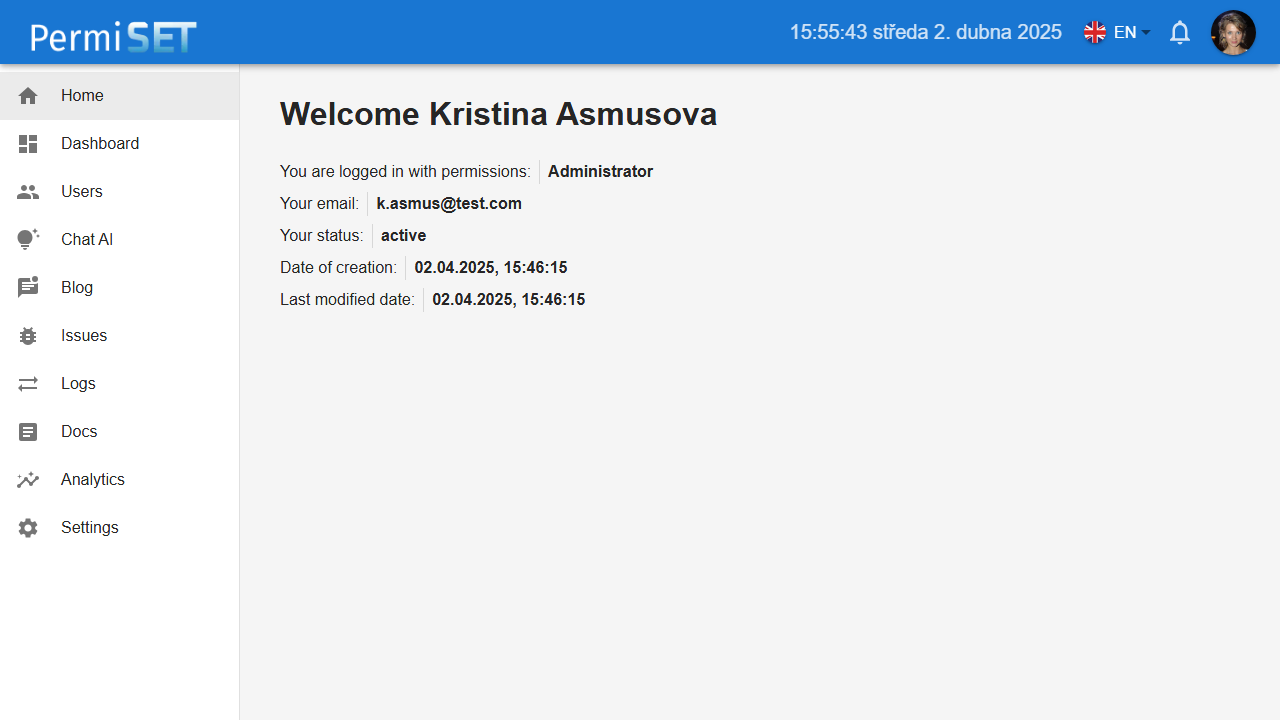 PermiSET
15:55:43 středa 2. dubna 2025
EN
Home
Dashboard
Users
Chat AI
Blog
Issues
Logs
Docs
Analytics
Settings
Welcome Kristina Asmusova
You are logged in with permissions: Administrator
Your email: k.asmus@test.com
Your status: active
Date of creation: 02.04.2025, 15:46:15
Last modified date: 02.04.2025, 15:46:15